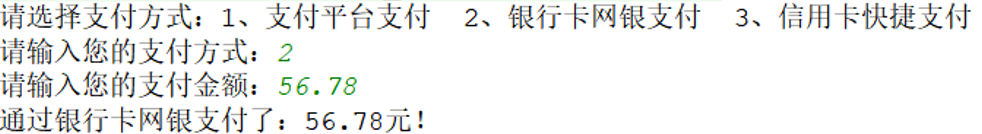 请选择支付方式：1、支付平台支付  2、银行卡网银支付  3、信用卡快捷支付
请输入您的支付方式：2
请输入您的支付金额：56.78
通过银行卡网银支付了：56.78元！